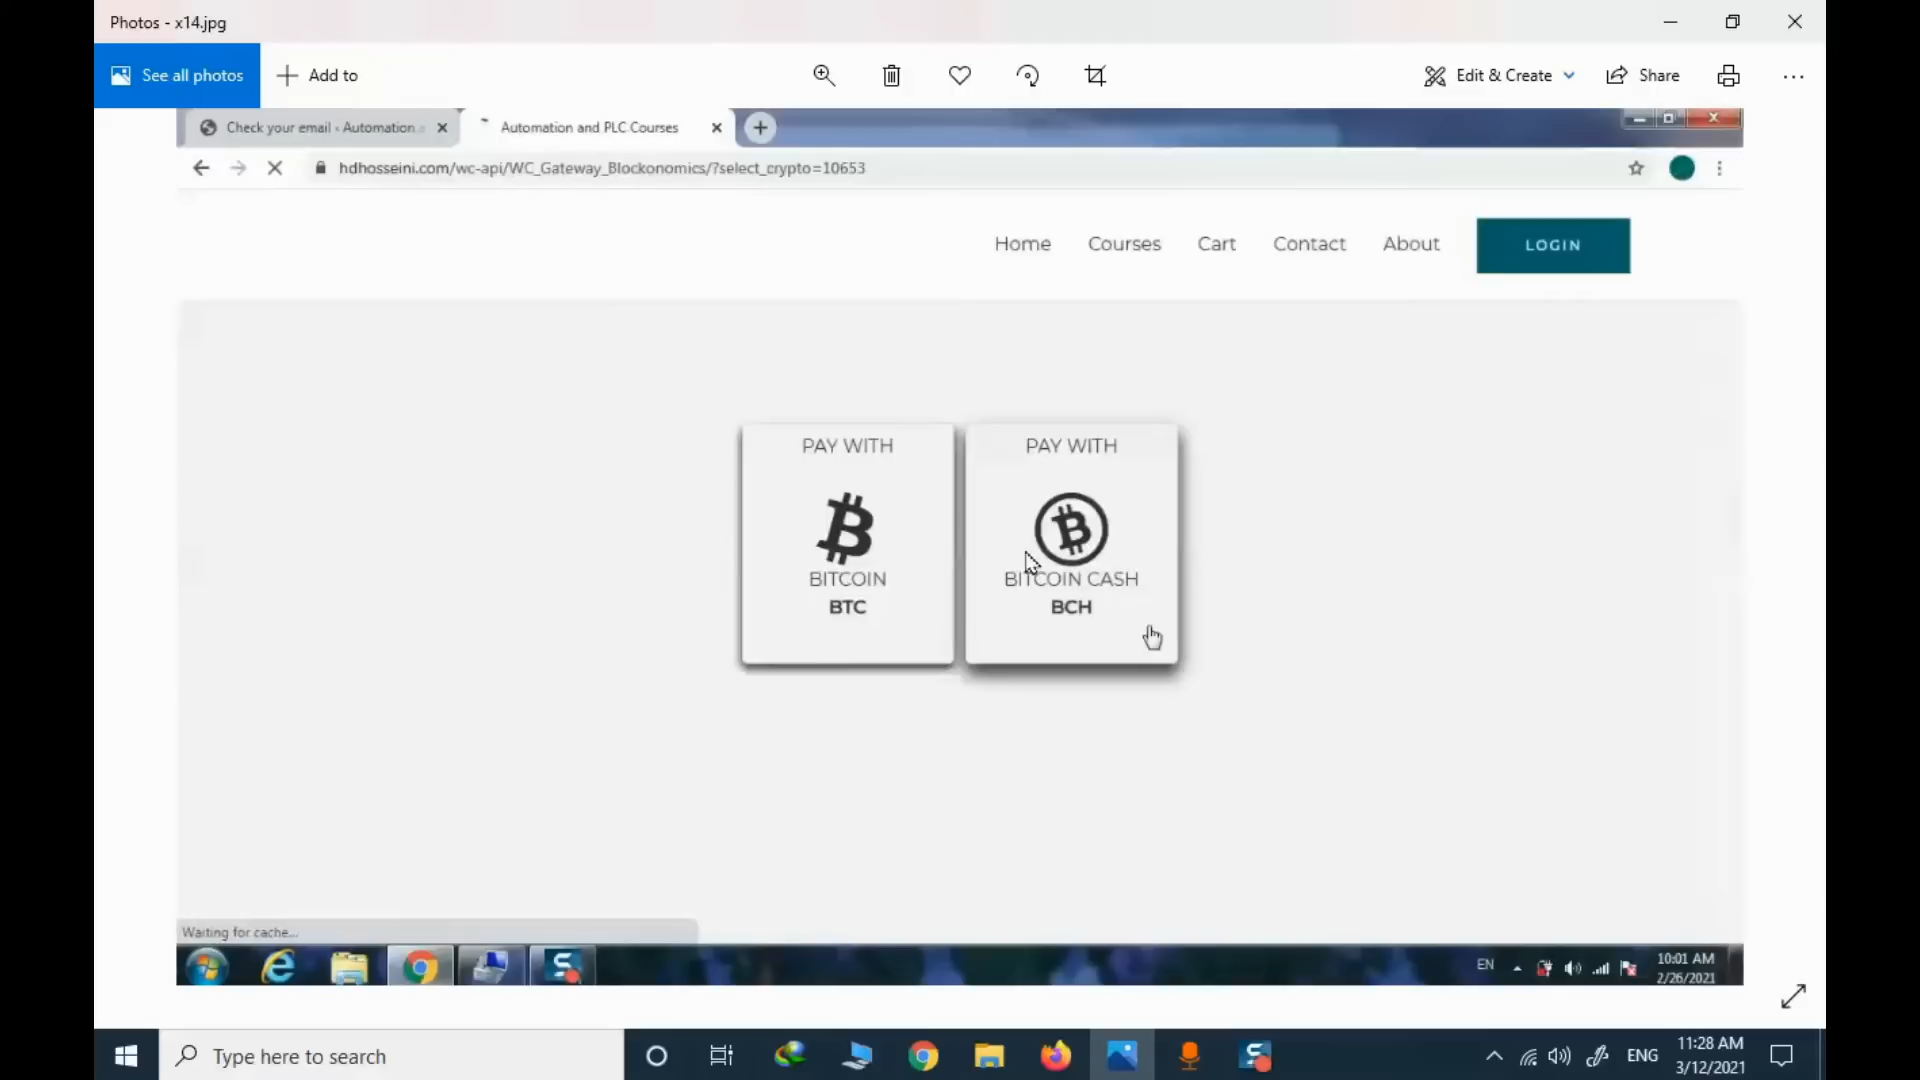 Photos - x14.jpg
See all photos
Add to
Edit & Create
Share
Check your email - Automation
Automation and PLC Courses
hdhosseini.com/wc-api/WC_Gateway_Blockonomics/?select_crypto=10653
Home
Courses
Cart
Contact
About
LOGIN
PAY WITH
BITCOIN
BTC
PAY WITH
BITCOIN CASH
BCH
Waiting for cache...
EN
10:01 AM
2/26/2021
Type here to search
ENG
11:28 AM
3/12/2021